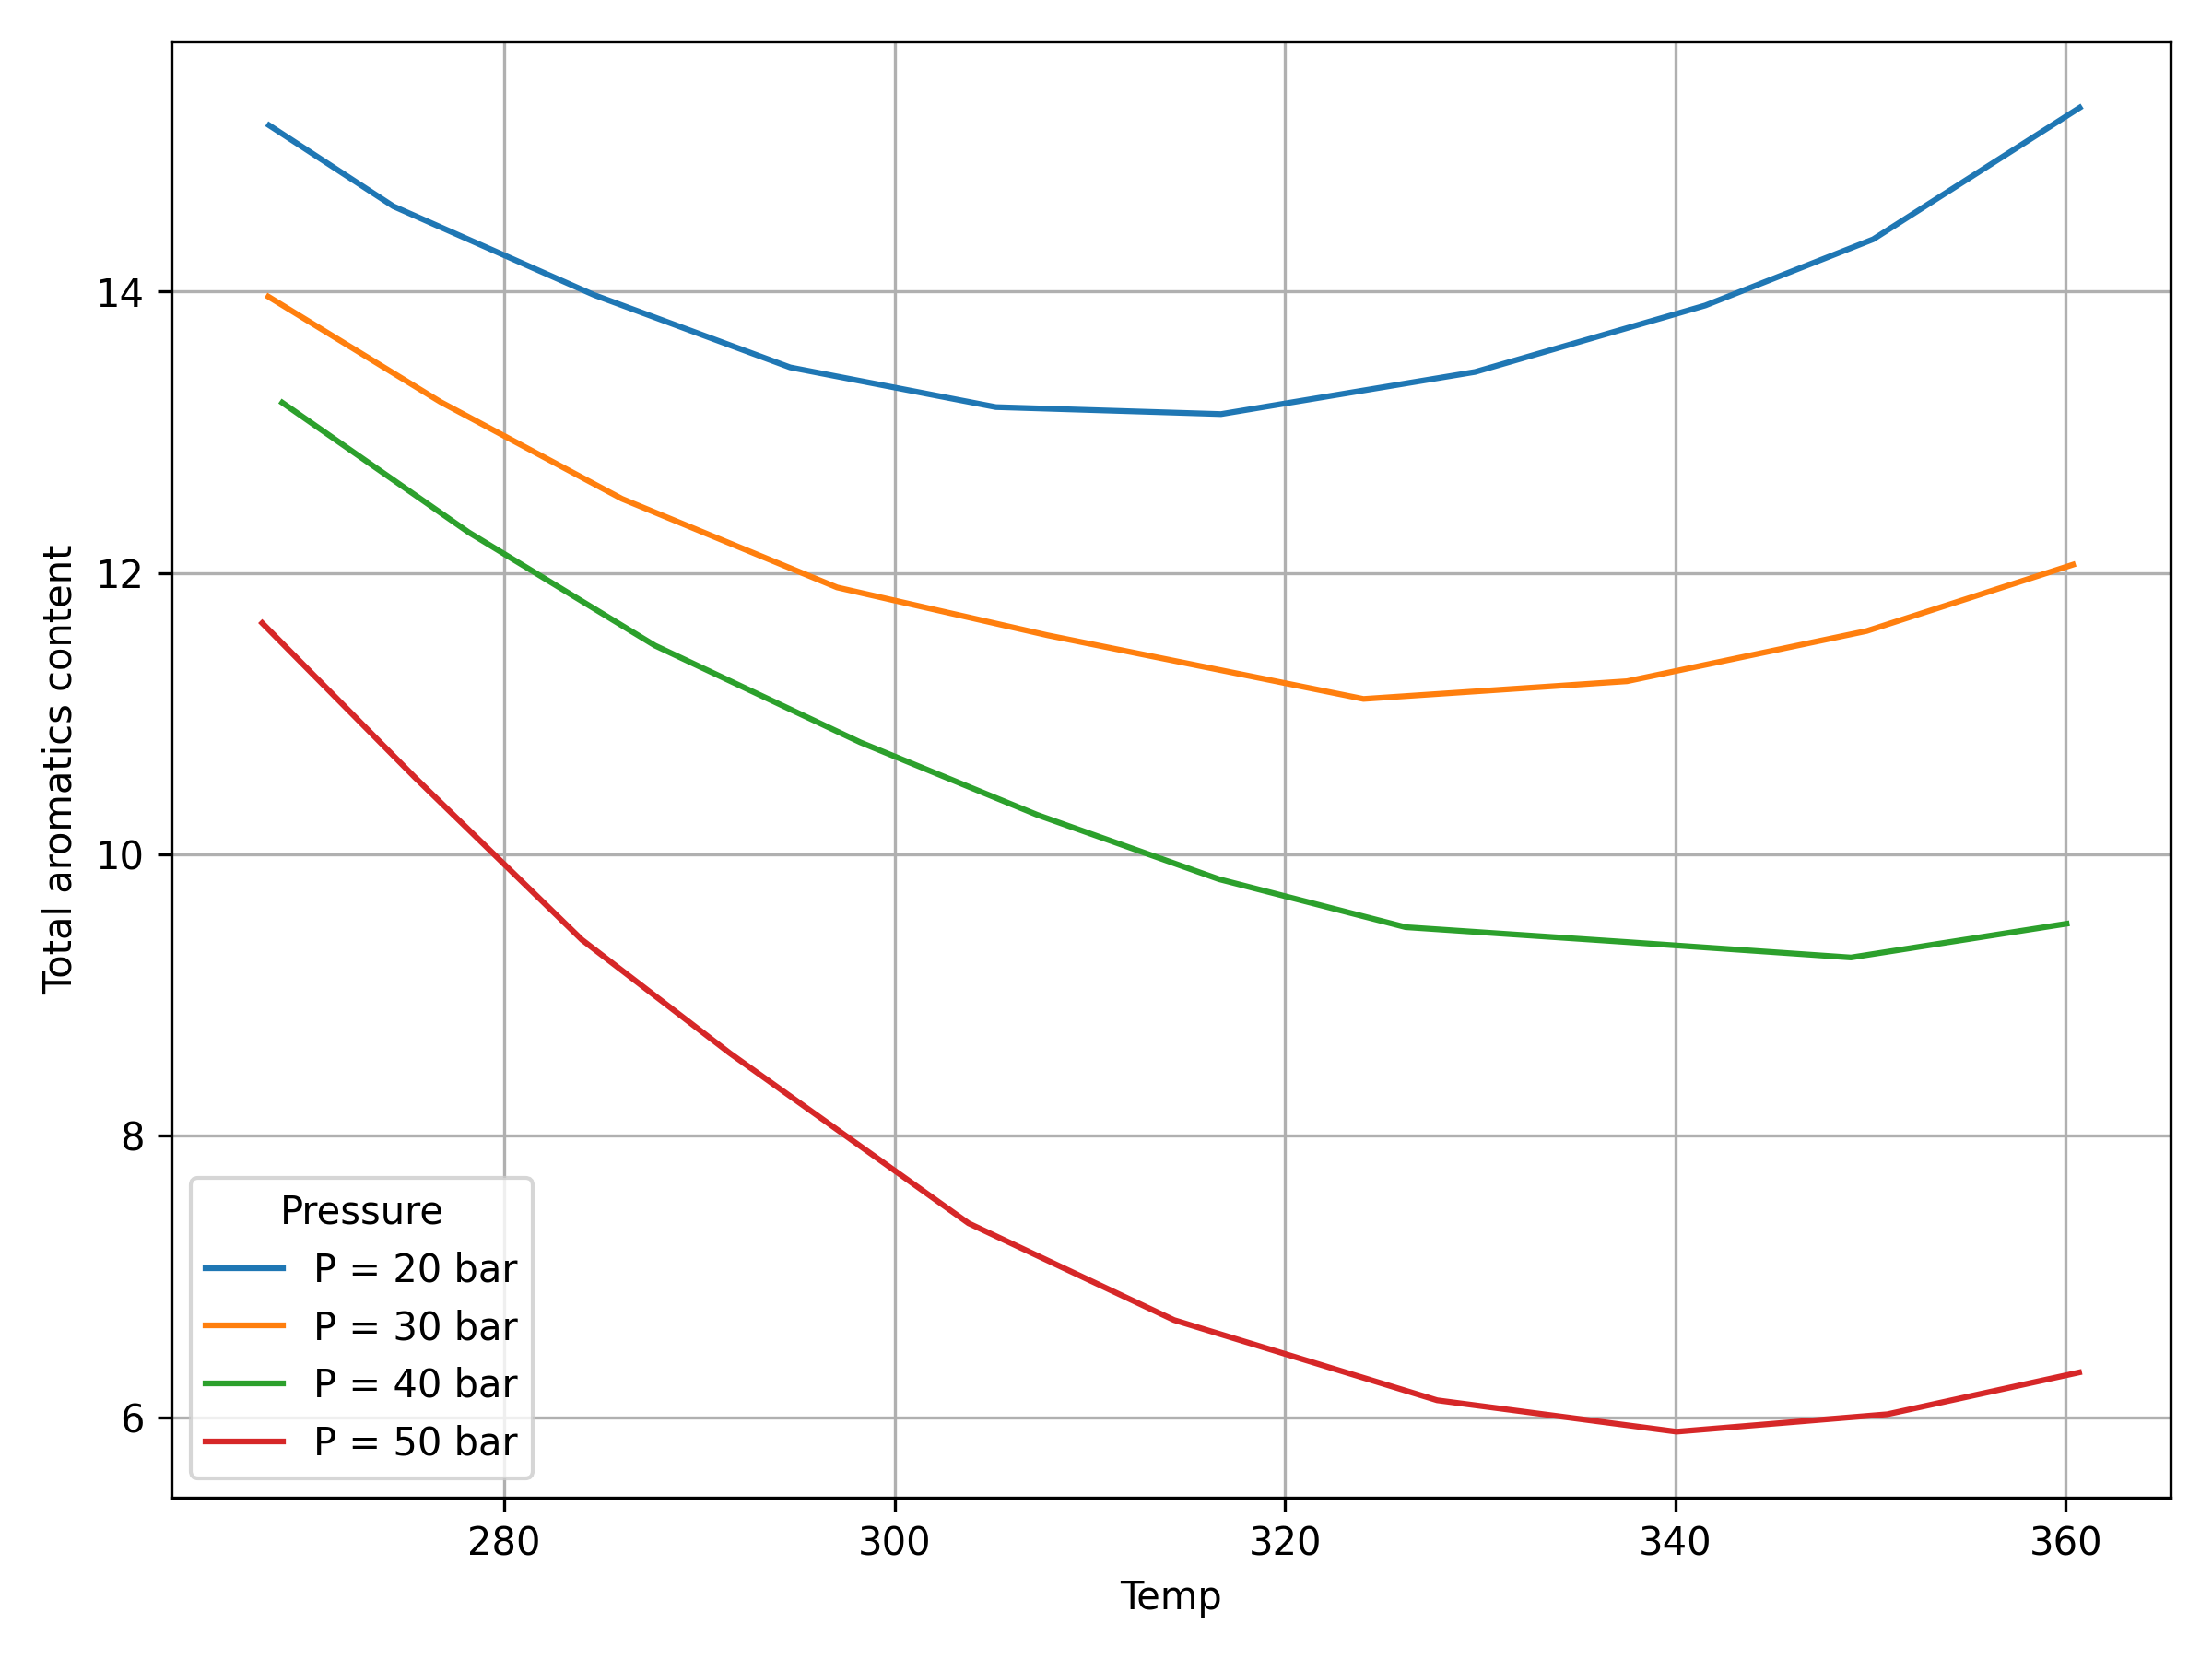 Total aromatics content
14
12
10
8
6
Pressure
P = 20 bar
P = 30 bar
P = 40 bar
P = 50 bar
280 300 320 340 360
Temp